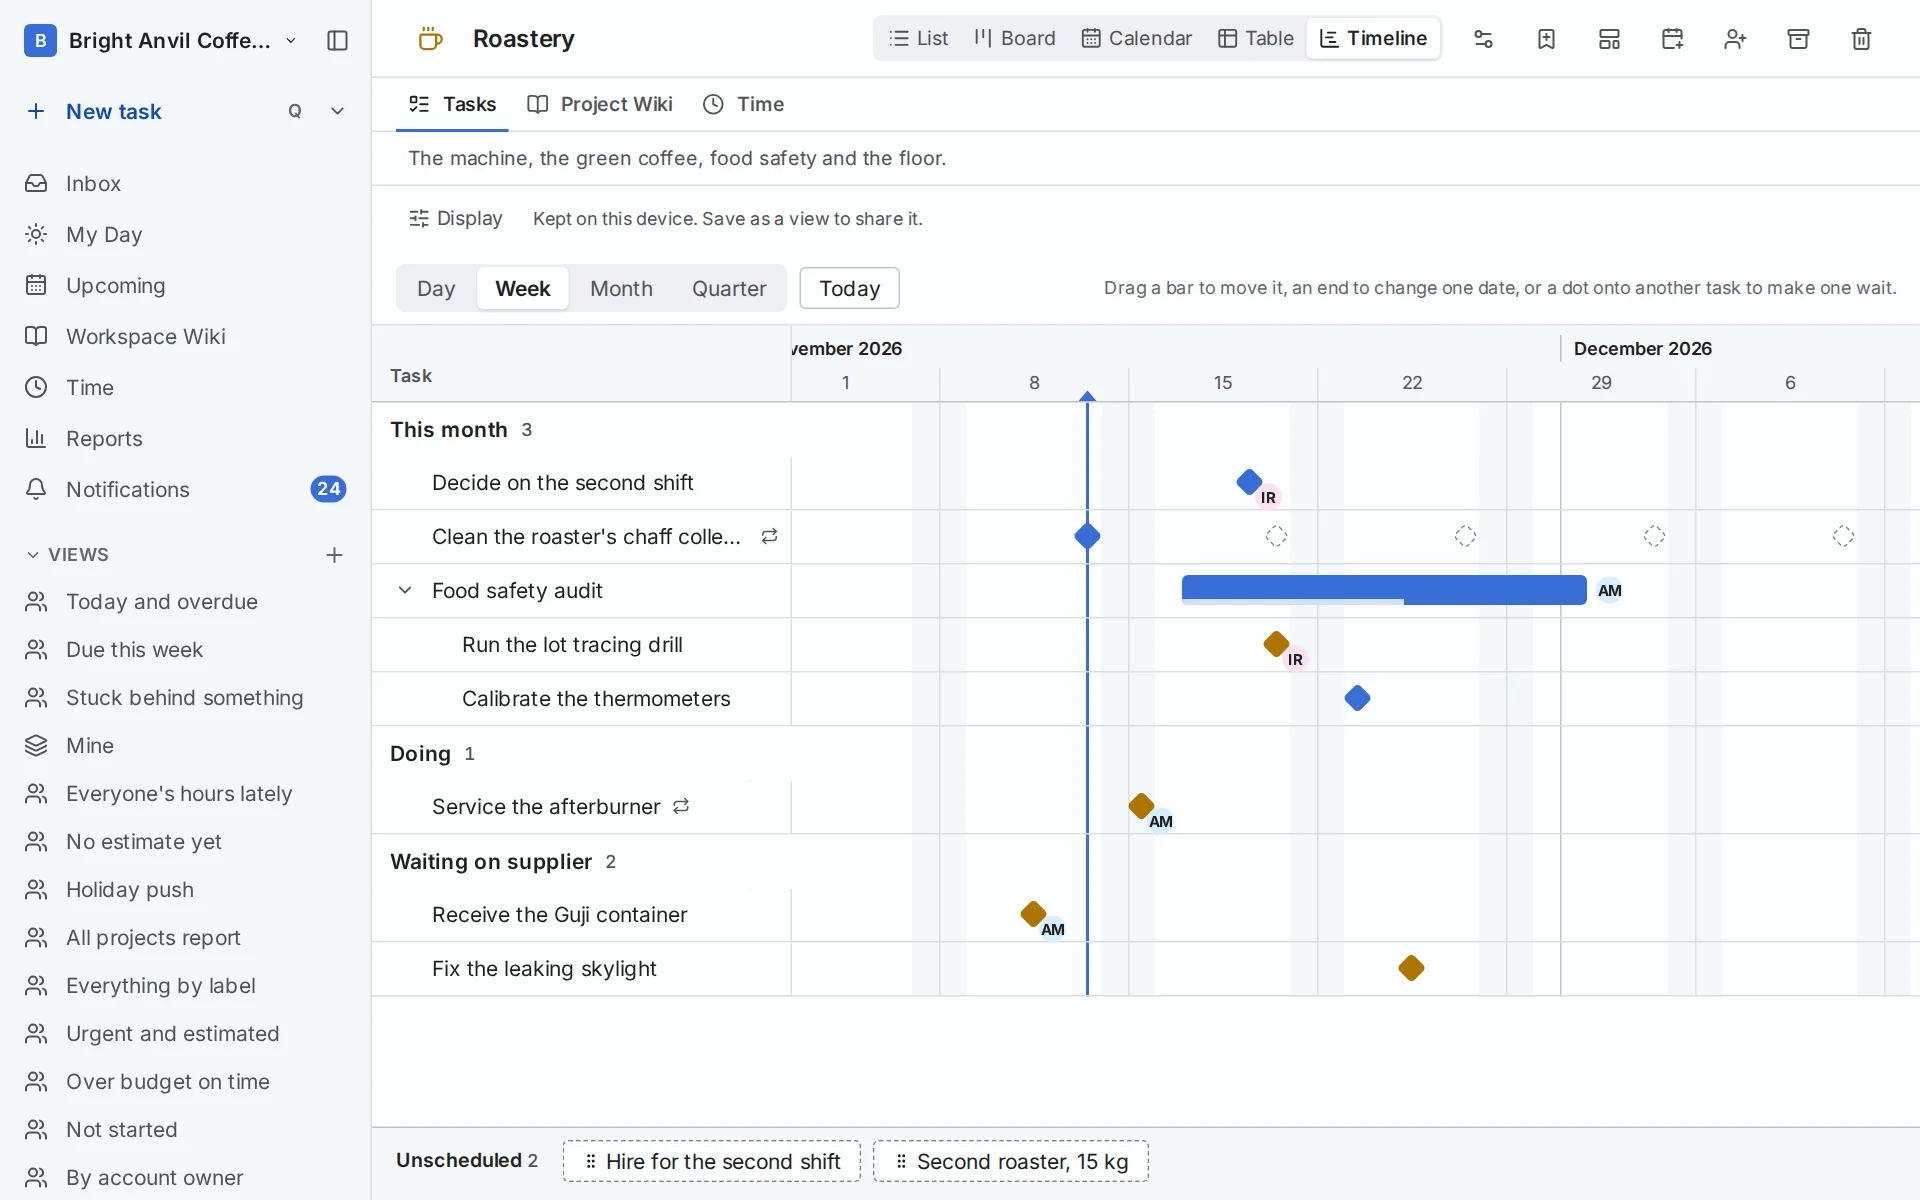 B Bright Anvil Coffe...
New task Q
Inbox
My Day
Upcoming
Workspace Wiki
Time
Reports
Notifications 24
VIEWS
Today and overdue
Due this week
Stuck behind something
Mine
Everyone's hours lately
No estimate yet
Holiday push
All projects report
Everything by label
Urgent and estimated
Over budget on time
Not started
By account owner
Roastery
List Board Calendar Table Timeline
Tasks Project Wiki Time
The machine, the green coffee, food safety and the floor.
Display Kept on this device. Save as a view to share it.
Day Week Month Quarter Today
Drag a bar to move it, an end to change one date, or a dot onto another task to make one wait.
vember 2026 December 2026
Task 1 8 15 22 29 6
This month 3
Decide on the second shift IR
Clean the roaster's chaff colle...
Food safety audit AM
Run the lot tracing drill IR
Calibrate the thermometers
Doing 1
Service the afterburner AM
Waiting on supplier 2
Receive the Guji container AM
Fix the leaking skylight
Unscheduled 2 Hire for the second shift Second roaster, 15 kg